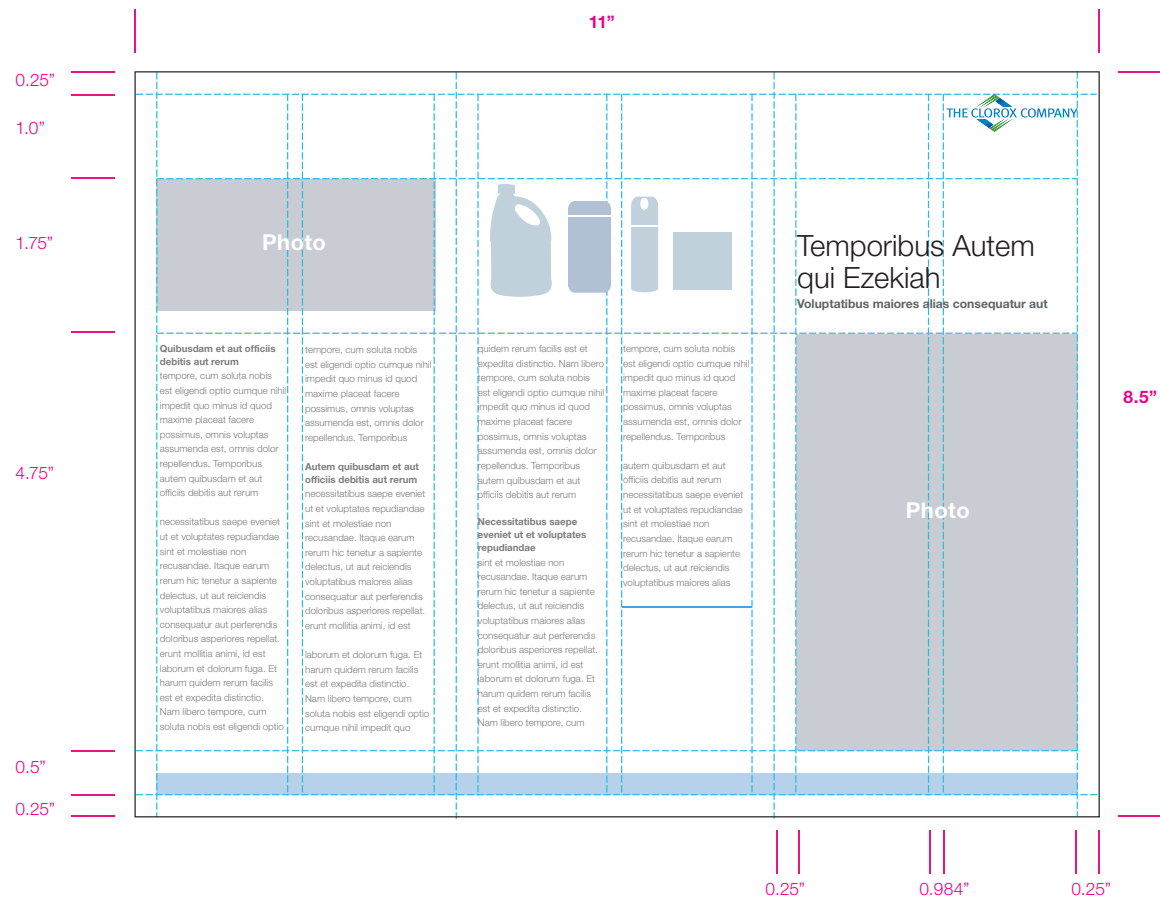 11”
0.25”
1.0”
1.75”
4.75”
0.5”
0.25”
8.5”
THE CLOROX COMPANY
Photo
Temporibus Autem
qui Ezekiah
Voluptatibus maiores alias consequatur aut
Quibusdam et aut officiis
debitis aut rerum
tempore, cum soluta nobis
est eligendi optio cumque nihil
impedit quo minus id quod
maxime placeat facere
possimus, omnis voluptas
assumenda est, omnis dolor
repellendus. Temporibus
autem quibusdam et aut
officiis debitis aut rerum
necessitatibus saepe eveniet
ut et voluptates repudiandae
sint et molestiae non
recusandae. Itaque earum
rerum hic tenetur a sapiente
delectus, ut aut reiciendis
voluptatibus maiores alias
consequatur aut perferendis
doloribus asperiores repellat.
erunt mollitia animi, id est
laborum et dolorum fuga. Et
harum quidem rerum facilis
est et expedita distinctio.
Nam libero tempore, cum
soluta nobis est eligendi optio
tempore, cum soluta nobis
est eligendi optio cumque nihil
impedit quo minus id quod
maxime placeat facere
possimus, omnis voluptas
assumenda est, omnis dolor
repellendus. Temporibus
Autem quibusdam et aut
officiis debitis aut rerum
necessitatibus saepe eveniet
ut et voluptates repudiandae
sint et molestiae non
recusandae. Itaque earum
rerum hic tenetur a sapiente
delectus, ut aut reiciendis
voluptatibus maiores alias
consequatur aut perferendis
doloribus asperiores repellat.
erunt mollitia animi, id est
laborum et dolorum fuga. Et
harum quidem rerum facilis
est et expedita distinctio.
Nam libero tempore, cum
soluta nobis est eligendi optio
cumque nihil impedit quo
quidem rerum facilis est et
expedita distinctio. Nam libero
tempore, cum soluta nobis
est eligendi optio cumque nihil
impedit quo minus id quod
maxime placeat facere
possimus, omnis voluptas
assumenda est, omnis dolor
repellendus. Temporibus
autem quibusdam et aut
officiis debitis aut rerum
Necessitatibus saepe
eveniet ut et voluptates
repudiandae
sint et molestiae non
recusandae. Itaque earum
rerum hic tenetur a sapiente
delectus, ut aut reiciendis
voluptatibus maiores alias
consequatur aut perferendis
doloribus asperiores repellat.
erunt mollitia animi, id est
laborum et dolorum fuga. Et
harum quidem rerum facilis
est et expedita distinctio.
Nam libero tempore, cum
tempore, cum soluta nobis
est eligendi optio cumque nihil
impedit quo minus id quod
maxime placeat facere
possimus, omnis voluptas
assumenda est, omnis dolor
repellendus. Temporibus
autem quibusdam et aut
officiis debitis aut rerum
necessitatibus saepe eveniet
ut et voluptates repudiandae
sint et molestiae non
recusandae. Itaque earum
rerum hic tenetur a sapiente
delectus, ut aut reiciendis
voluptatibus maiores alias
Photo
0.25”
0.984”
0.25”